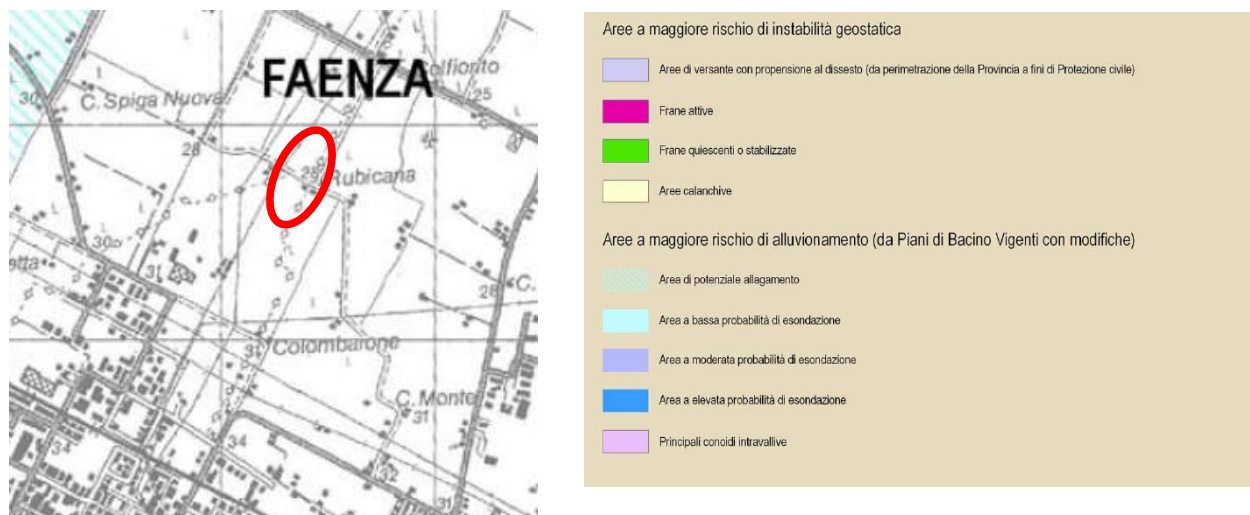 FAENZA
Colfiorito
25
30
C. Spiga Nuova
28
28
Rubicana
30
31
28
C.
31
Colombarone
C. Monte
31
34
34
32
31
Aree a maggiore rischio di instabilità geostatica
Aree di versante con propensione al dissesto (da perimetrazione della Provincia a fini di Protezione civile)
Frane attive
Frane quiescenti o stabilizzate
Aree calanchive
Aree a maggiore rischio di alluvionamento (da Piani di Bacino Vigenti con modifiche)
Area di potenziale allagamento
Area a bassa probabilità di esondazione
Area a moderata probabilità di esondazione
Area a elevata probabilità di esondazione
Principali conoidi intravallive